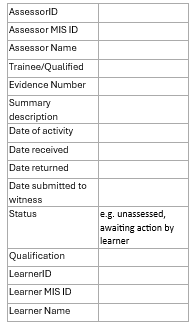 AssessorID
Assessor MIS ID
Assessor Name
Trainee/Qualified
Evidence Number
Summary
description
Date of activity
Date received
Date returned
Date submitted to
witness
Status
e.g. unassessed,
awaiting action by
learner
Qualification
LearnerID
Learner MIS ID
Learner Name